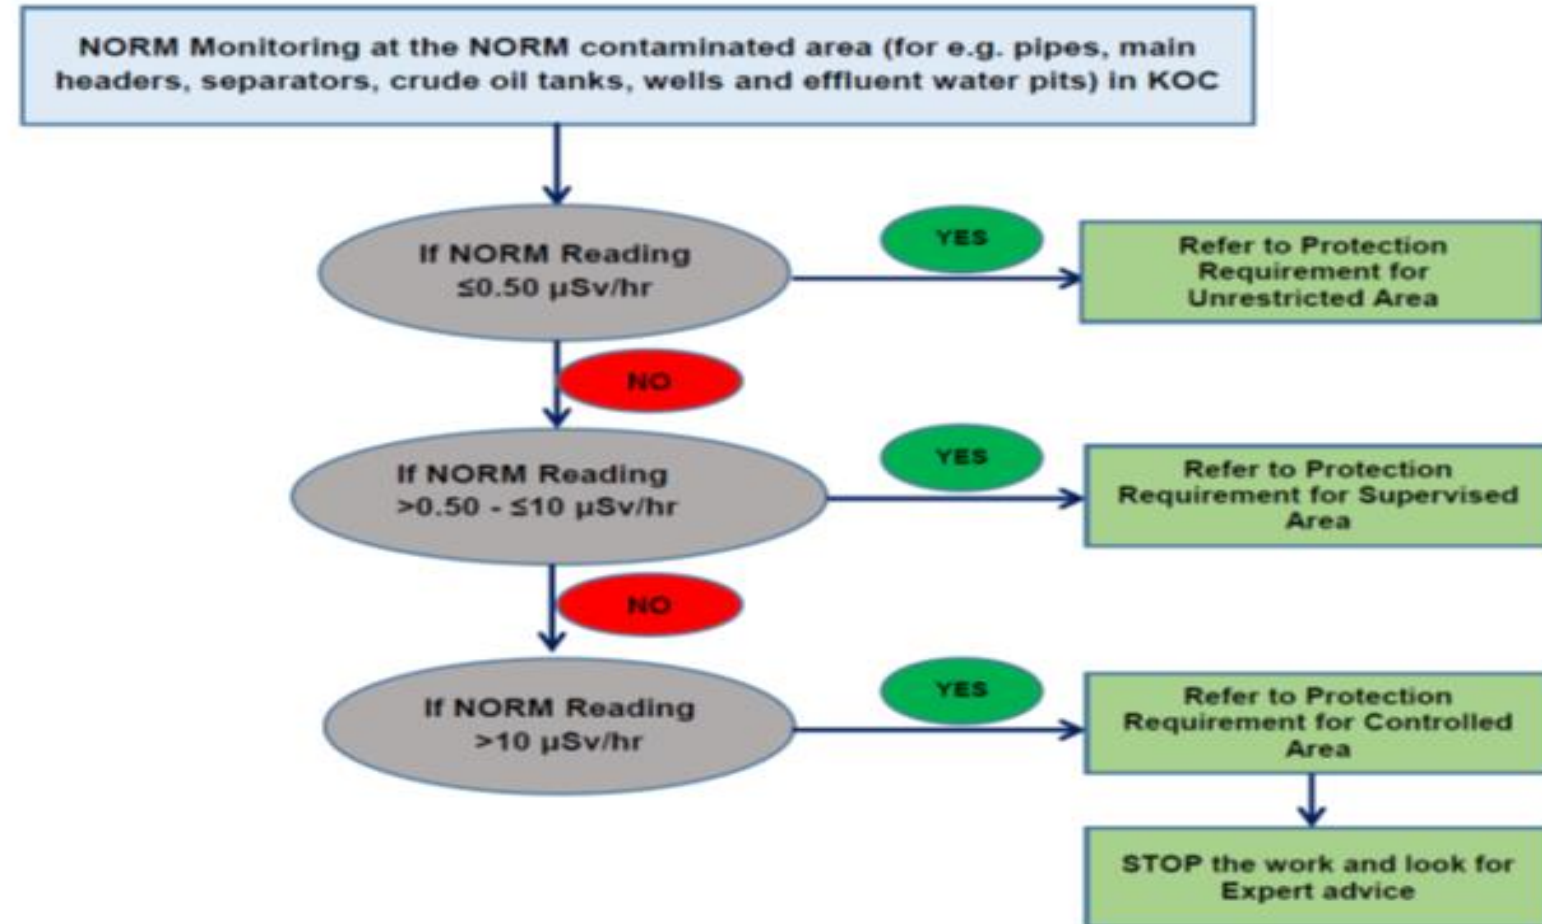 NORM Monitoring at the NORM contaminated area (for e.g. pipes, main
headers, separators, crude oil tanks, wells and effluent water pits) in KOC
If NORM Reading
≤0.50 µSv/hr
YES
Refer to Protection
Requirement for
Unrestricted Area
NO
If NORM Reading
>0.50 - ≤10 µSv/hr
YES
Refer to Protection
Requirement for Supervised
Area
NO
If NORM Reading
>10 µSv/hr
YES
Refer to Protection
Requirement for Controlled
Area
STOP the work and look for
Expert advice